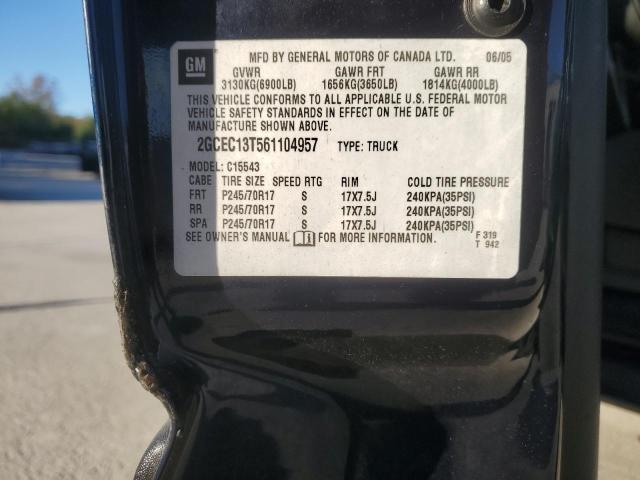 GM
MFD BY GENERAL MOTORS OF CANADA LTD. 06/05
GVWR GAWR FRT GAWR RR
3130KG(6900LB) 1656KG(3650LB) 1814KG(4000LB)
THIS VEHICLE CONFORMS TO ALL APPLICABLE U.S. FEDERAL MOTOR
VEHICLE SAFETY STANDARDS IN EFFECT ON THE DATE OF
MANUFACTURE SHOWN ABOVE.
2GCEC13T561104957 TYPE: TRUCK
MODEL: C15543
CABE TIRE SIZE SPEED RTG RIM COLD TIRE PRESSURE
FRT P245/70R17 S 17X7.5J 240KPA(35PSI)
RR P245/70R17 S 17X7.5J 240KPA(35PSI)
SPA P245/70R17 S 17X7.5J 240KPA(35PSI)
SEE OWNER'S MANUAL FOR MORE INFORMATION. F 319
T 942